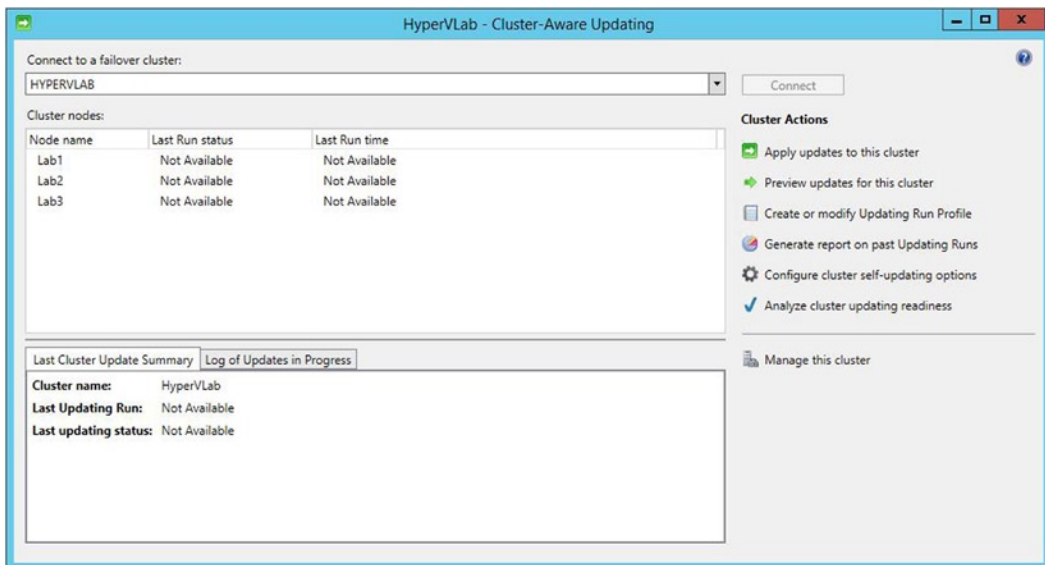 HyperVLab - Cluster-Aware Updating
Connect to a failover cluster:
HYPERVLAB
Connect
Cluster nodes:
Node name Last Run status Last Run time
Lab1 Not Available Not Available
Lab2 Not Available Not Available
Lab3 Not Available Not Available
Cluster Actions
Apply updates to this cluster
Preview updates for this cluster
Create or modify Updating Run Profile
Generate report on past Updating Runs
Configure cluster self-updating options
Analyze cluster updating readiness
Manage this cluster
Last Cluster Update Summary Log of Updates in Progress
Cluster name: HyperVLab
Last Updating Run: Not Available
Last updating status: Not Available